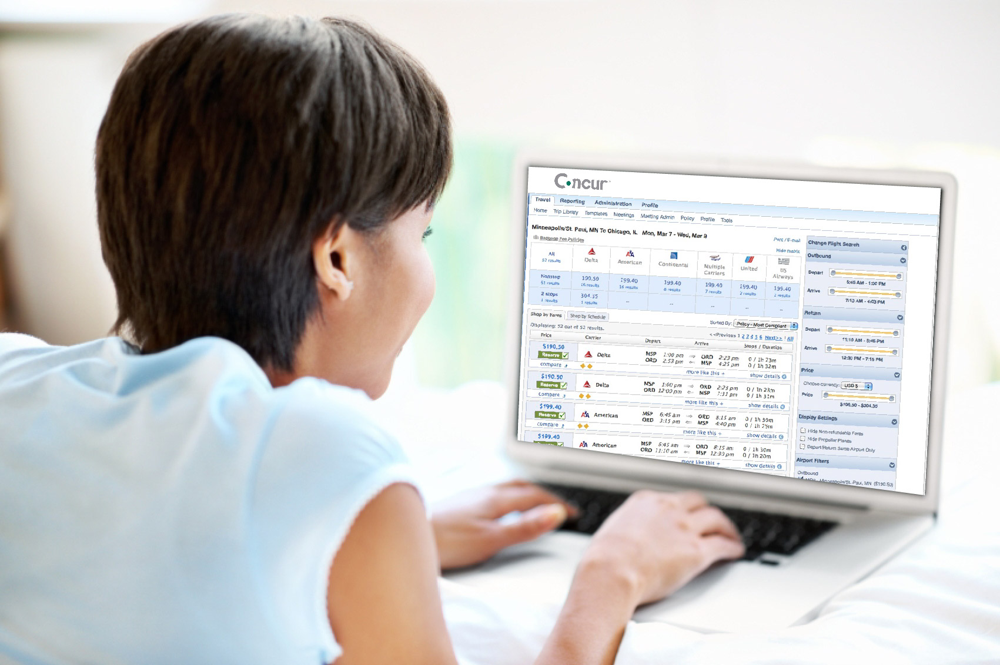 Concur
Travel Reporting Administration Profile
Home Trip Library Templates Meetings Meeting Admin Policy Profile Tools
Minneapolis/St. Paul, MN To Chicago, IL Mon, Mar 7 - Wed, Mar 9
Print / E-mail
Baggage Fee Policies
Hide matrix
All
52 results
Delta
American
Continental
Multiple
Carriers
United
US
Airways
Nonstop
51 results
199.50
16 results
199.40
16 results
199.40
8 results
199.40
7 results
199.40
2 results
199.40
2 results
2 stops
1 results
304.35
1 results
--
--
--
--
--
Shop by Fares Shop by Schedule
Sorted By: Policy - Most Compliant
Displaying: 52 out of 52 results.
<<Previous 1 2 3 4 5 6 Next>> | All
Price Carrier Depart Arrive Stops / Duration
$190.50
Reserve
compare
Delta
MSP 1:00 pm ORD 2:23 pm 0 / 1h 23m
ORD 2:53 pm MSP 4:25 pm 0 / 1h 32m
more like this + show details
$190.50
Reserve
compare
Delta
MSP 1:00 pm ORD 2:23 pm 0 / 1h 23m
ORD 12:00 pm MSP 1:31 pm 0 / 1h 31m
more like this + show details
$199.40
Reserve
compare
American
MSP 6:45 am ORD 8:15 am 0 / 1h 30m
ORD 3:15 pm MSP 4:40 pm 0 / 1h 25m
more like this + show details
$199.40
American
MSP 6:45 am ORD 8:15 am 0 / 1h 30m
ORD 11:10 am MSP 12:30 pm 0 / 1h 20m
more like this + show details
Change Flight Search
Outbound
Depart
5:45 AM - 1:00 PM
Arrive
7:10 AM - 4:03 PM
Return
Depart
11:10 AM - 5:45 PM
Arrive
12:30 PM - 7:15 PM
Price
Choose currency: USD $
Price
$190.50 - $304.35
Display Settings
Hide Non-refundable Fares
Hide Propeller Planes
Depart/Return Same Airport Only
Airport Filters
Outbound
MSP - Minneapolis/St. Paul, MN ($190.50)